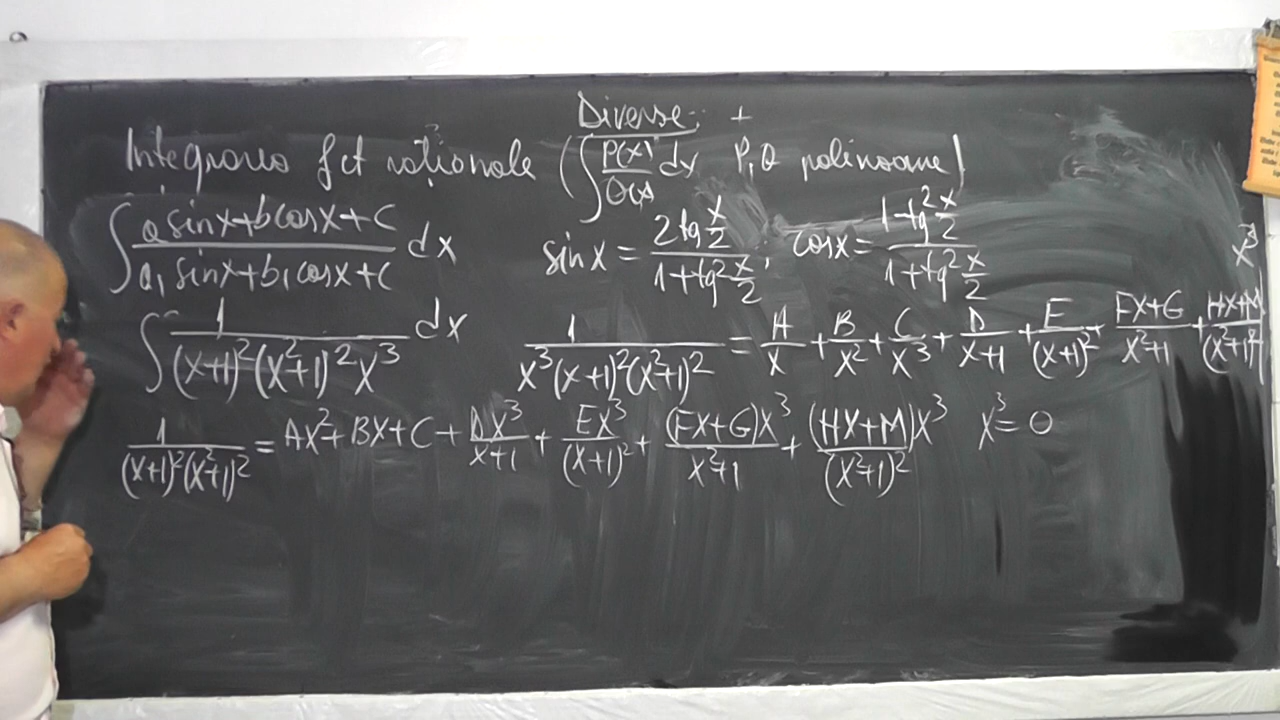 Diverse: +
Integrarea fct raționale (∫ P(x)/Q(x) dx P, Q polinoame)
∫ (a sinx+b cosx+c)/(a₁ sinx+b₁ cosx+c) dx sinx = (2tg x/2)/(1+tg² x/2); cosx = (1-tg² x/2)/(1+tg² x/2) x³
∫ 1/((x+1)²(x²+1)²x³) dx 1/(x³(x+1)²(x²+1)²) = A/x + B/x² + C/x³ + D/(x+1) + E/(x+1)² + (Fx+G)/(x²+1) + (Hx+M)/(x²+1)²
1/((x+1)²(x²+1)²) = Ax²+Bx+C + Dx³/(x+1) + Ex³/(x+1)² + (Fx+G)x³/(x²+1) + (Hx+M)x³/(x²+1)² x³=0